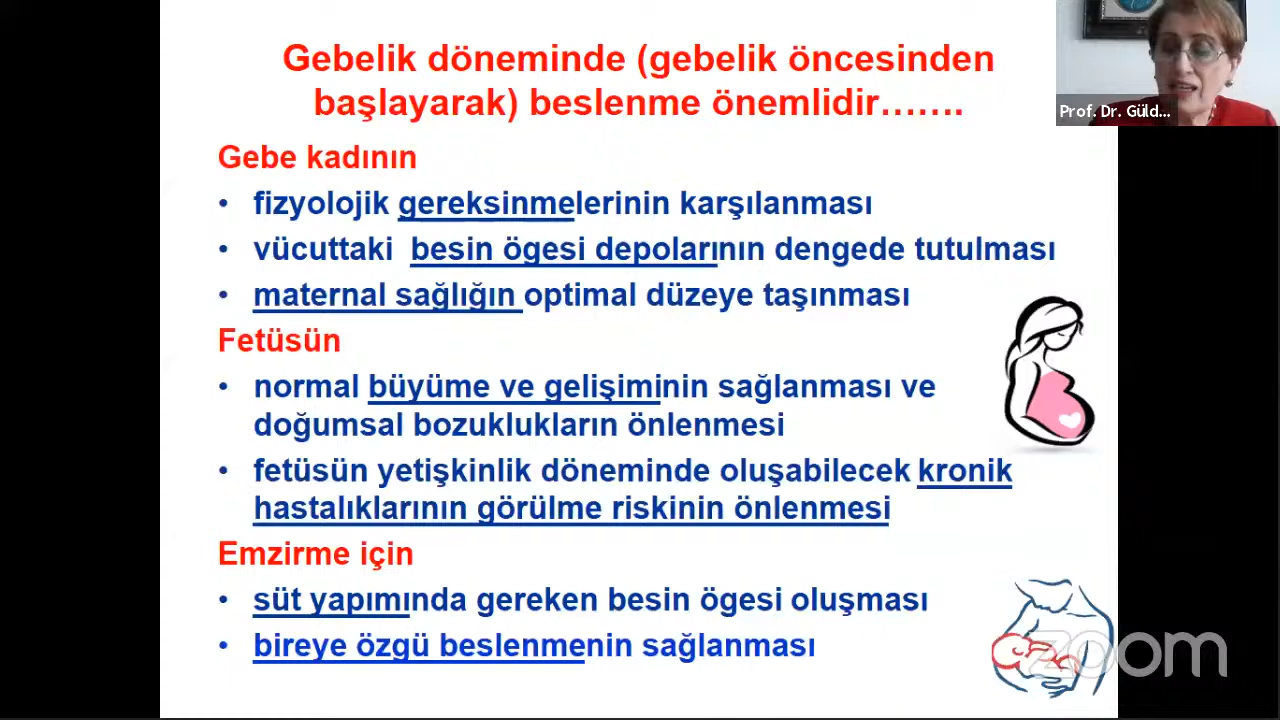 Gebelik döneminde (gebelik öncesinden
başlayarak) beslenme önemlidir…….
Prof. Dr. Güld...
Gebe kadının
• fizyolojik gereksinmelerinin karşılanması
• vücuttaki besin ögesi depolarının dengede tutulması
• maternal sağlığın optimal düzeye taşınması
Fetüsün
• normal büyüme ve gelişiminin sağlanması ve
doğumsal bozuklukların önlenmesi
• fetüsün yetişkinlik döneminde oluşabilecek kronik
hastalıklarının görülme riskinin önlenmesi
Emzirme için
• süt yapımında gereken besin ögesi oluşması
• bireye özgü beslenmenin sağlanması
zoom